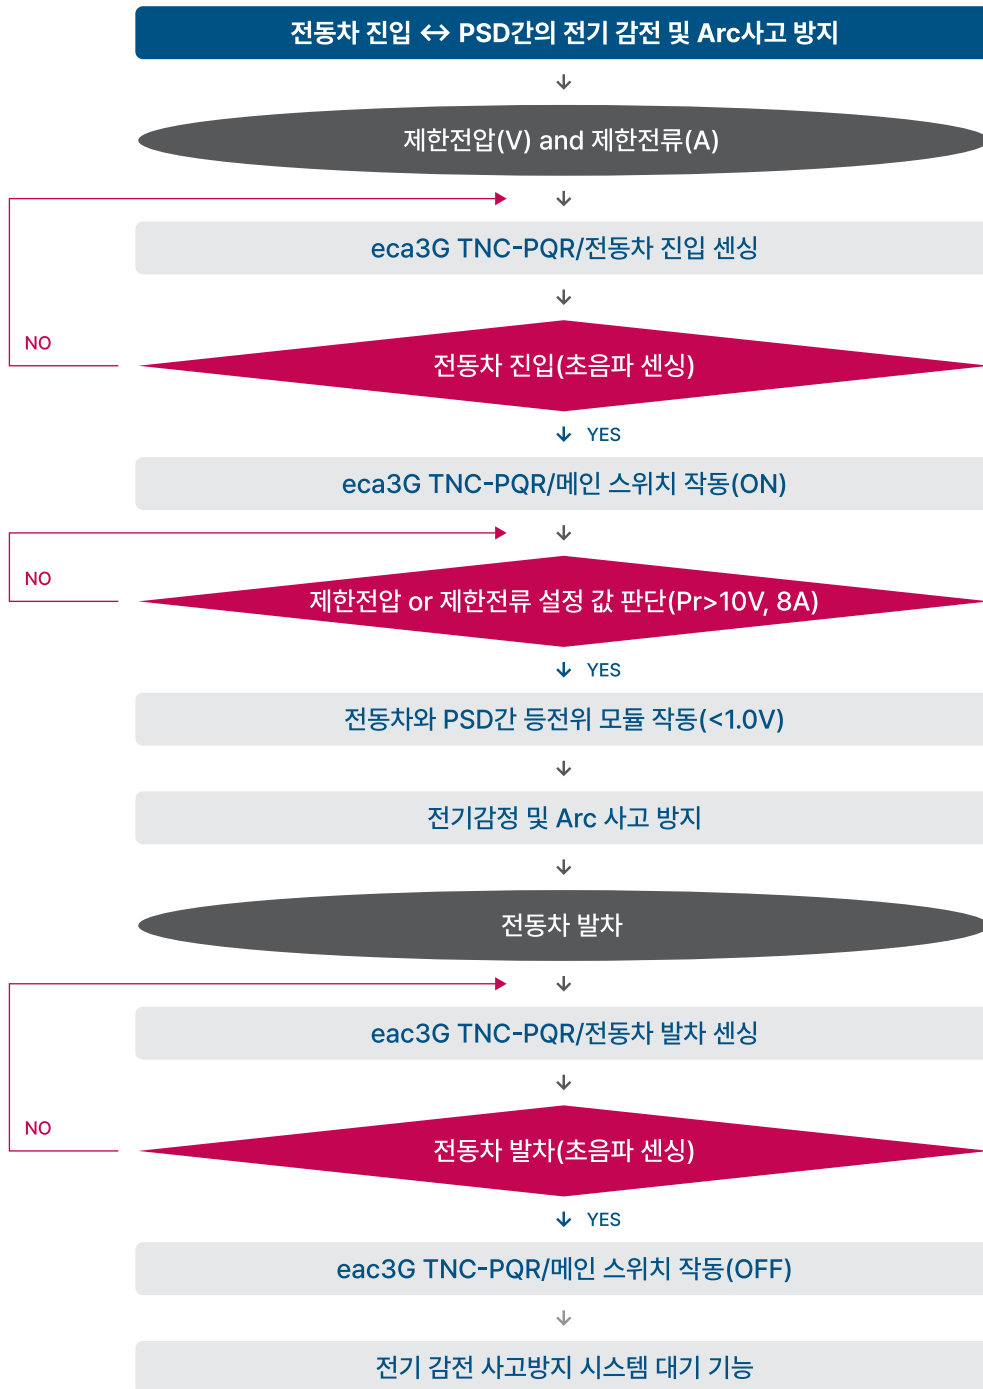 전동차 진입 ↔ PSD간의 전기 감전 및 Arc사고 방지
제한전압(V) and 제한전류(A)
eca3G TNC-PQR/전동차 진입 센싱
NO
전동차 진입(초음파 센싱)
YES
eca3G TNC-PQR/메인 스위치 작동(ON)
NO
제한전압 or 제한전류 설정 값 판단(Pr>10V, 8A)
YES
전동차와 PSD간 등전위 모듈 작동(<1.0V)
전기감정 및 Arc 사고 방지
전동차 발차
eac3G TNC-PQR/전동차 발차 센싱
NO
전동차 발차(초음파 센싱)
YES
eac3G TNC-PQR/메인 스위치 작동(OFF)
전기 감전 사고방지 시스템 대기 기능